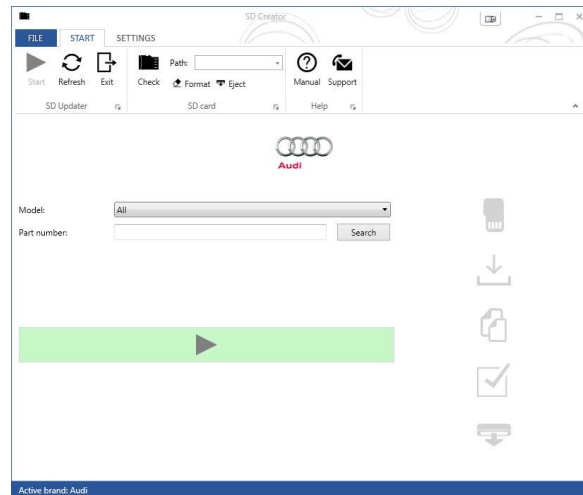 SD Creator
FILE START SETTINGS
Path:
Start Refresh Exit Check Format Eject Manual Support
SD Updater SD card Help
Audi
Model: All
Part number: Search
Active brand: Audi